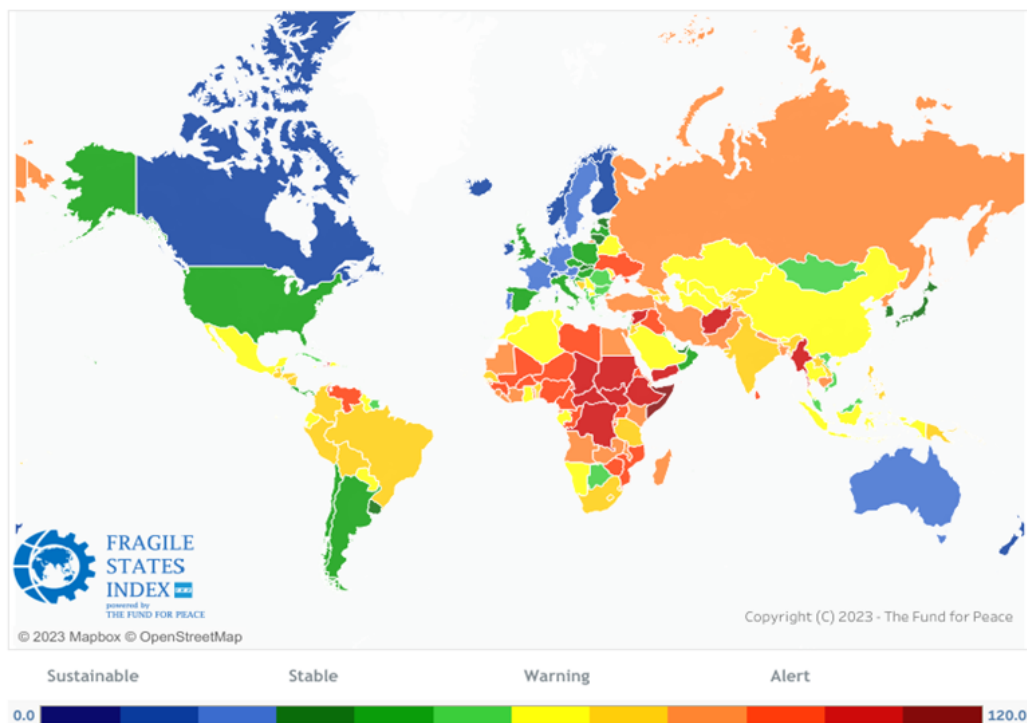 FRAGILE
STATES
INDEX
powered by
THE FUND FOR PEACE
Copyright (C) 2023 - The Fund for Peace
© 2023 Mapbox © OpenStreetMap
Sustainable Stable Warning Alert
0.0 120.0